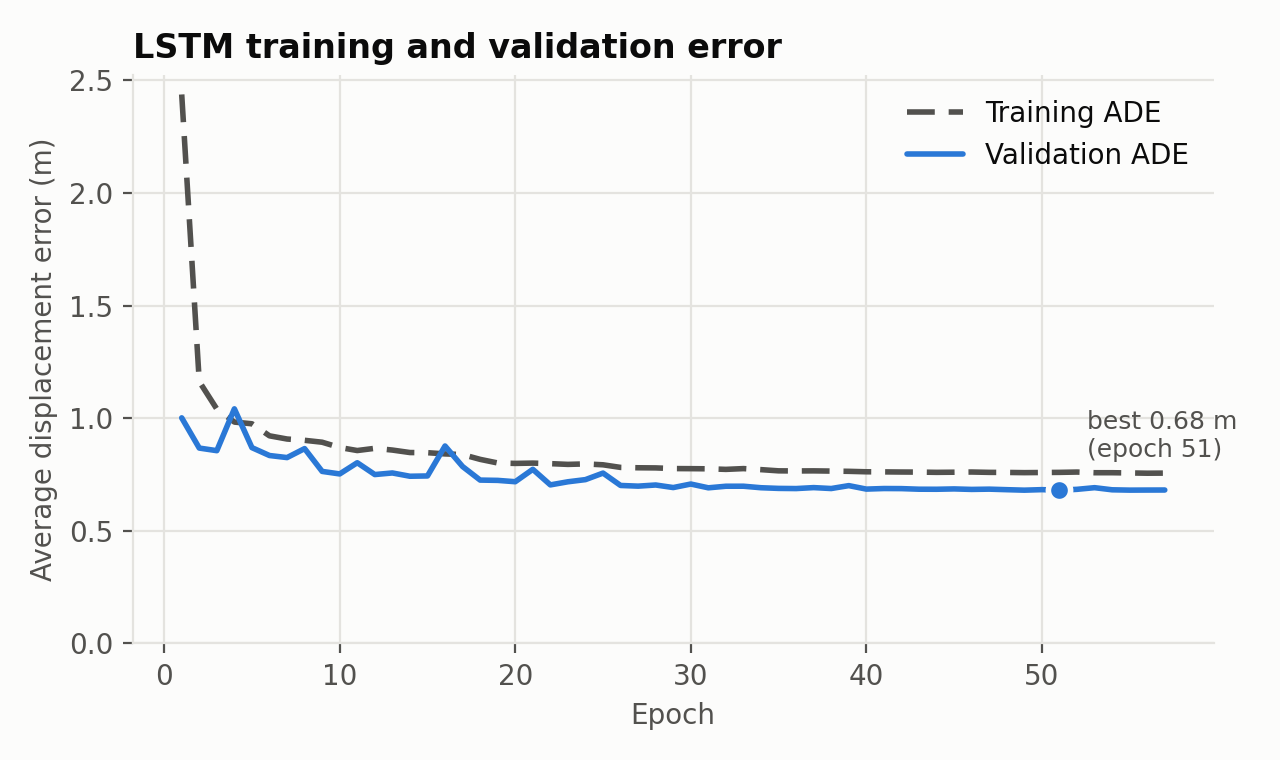 LSTM training and validation error
2.5
2.0
1.5
1.0
0.5
0.0
Average displacement error (m)
Training ADE
Validation ADE
best 0.68 m
(epoch 51)
0 10 20 30 40 50
Epoch